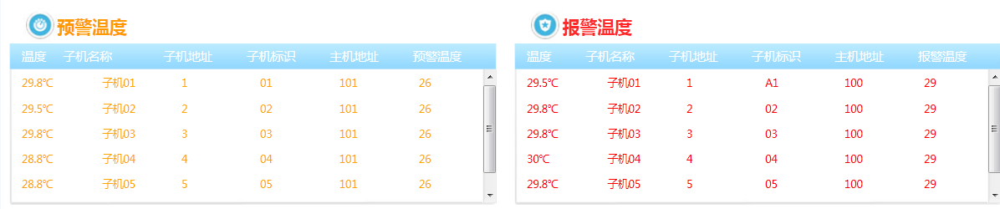 预警温度
温度 子机名称 子机地址 子机标识 主机地址 预警温度
29.8℃ 子机01 1 01 101 26
29.5℃ 子机02 2 02 101 26
29.8℃ 子机03 3 03 101 26
28.8℃ 子机04 4 04 101 26
28.8℃ 子机05 5 05 101 26
报警温度
温度 子机名称 子机地址 子机标识 主机地址 报警温度
29.5℃ 子机01 1 A1 100 29
29.8℃ 子机02 2 02 100 29
29.8℃ 子机03 3 03 100 29
30℃ 子机04 4 04 100 29
29.8℃ 子机05 5 05 100 29